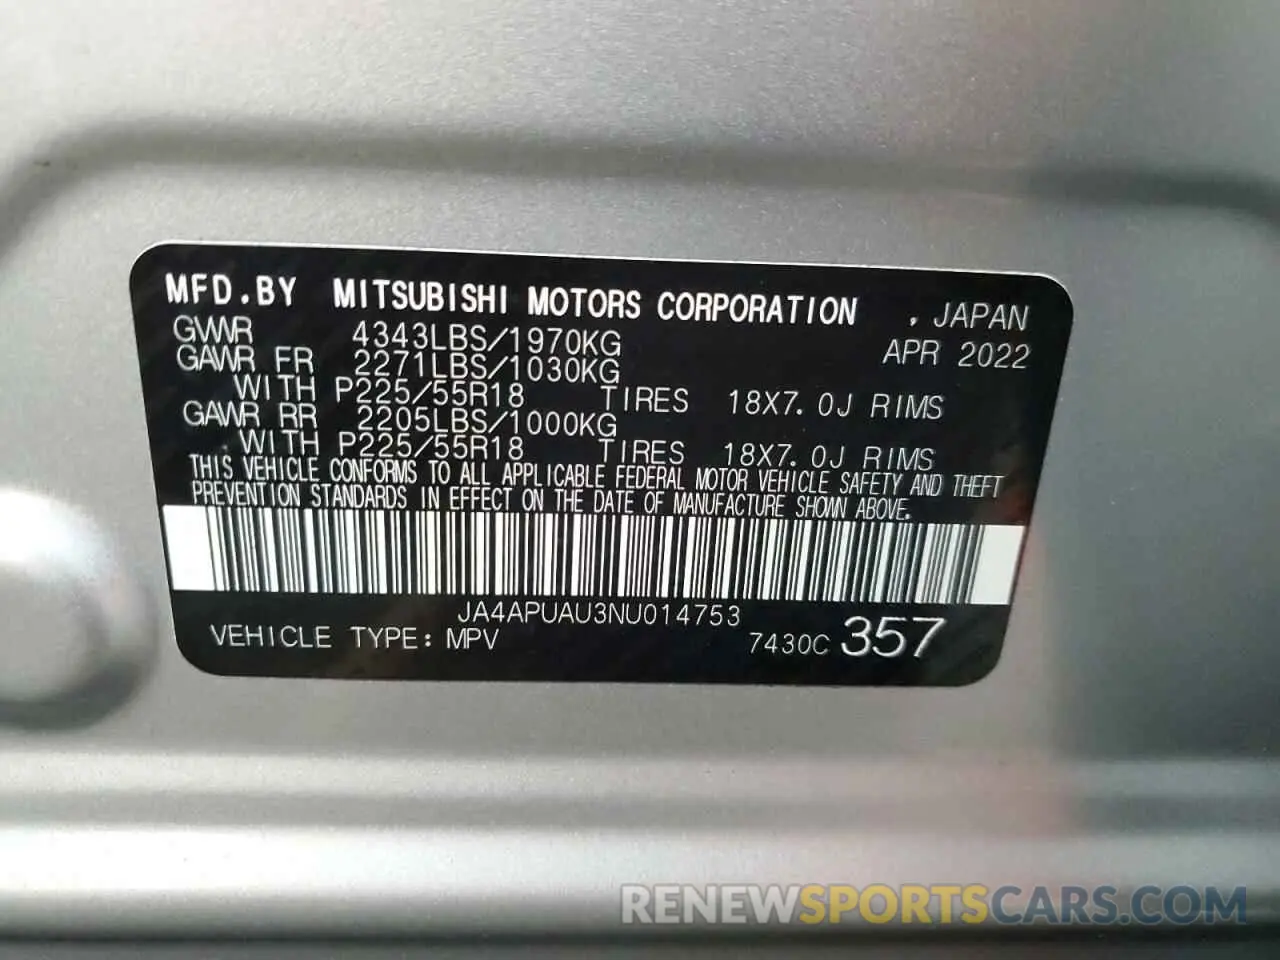 MFD.BY MITSUBISHI MOTORS CORPORATION , JAPAN
GVWR 4343LBS/1970KG APR 2022
GAWR FR 2271LBS/1030KG
WITH P225/55R18 TIRES 18X7.0J RIMS
GAWR RR 2205LBS/1000KG
WITH P225/55R18 TIRES 18X7.0J RIMS
THIS VEHICLE CONFORMS TO ALL APPLICABLE FEDERAL MOTOR VEHICLE SAFETY AND THEFT
PREVENTION STANDARDS IN EFFECT ON THE DATE OF MANUFACTURE SHOWN ABOVE.
JA4APUAU3NU014753
VEHICLE TYPE: MPV 7430C 357
RENEWSPORTSCARS.COM